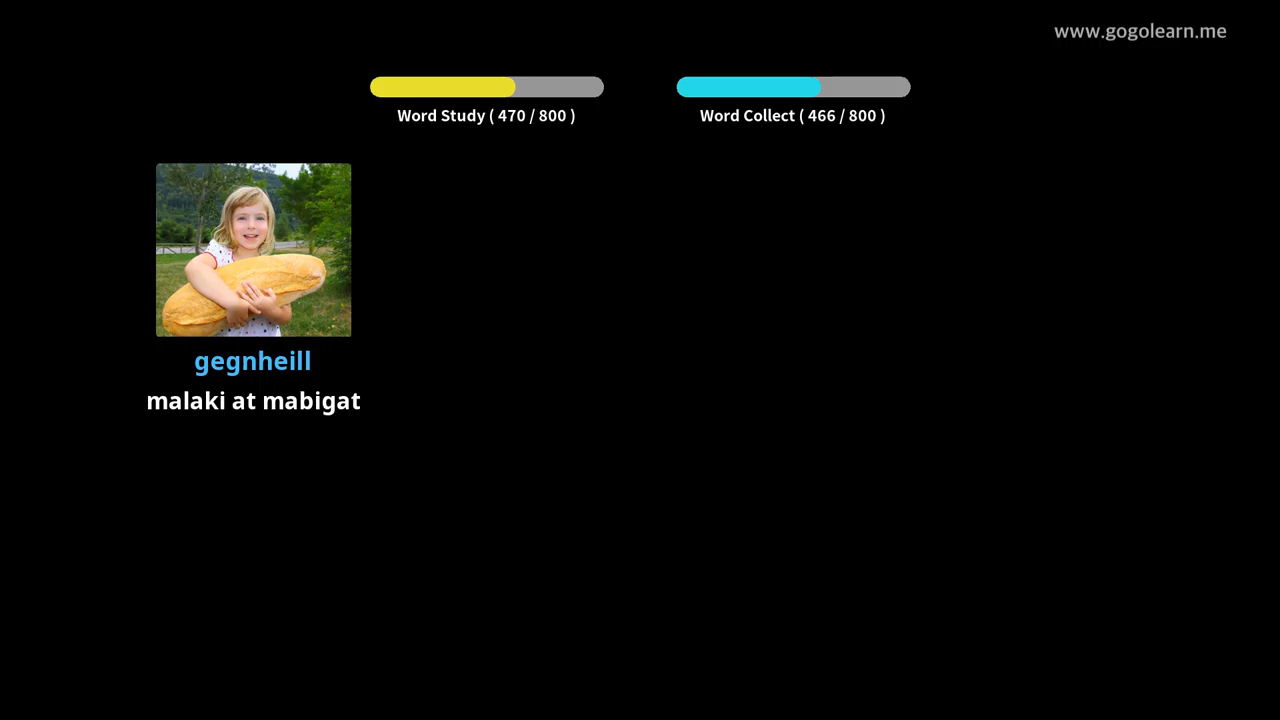 www.gogolearn.me
Word Study ( 470 / 800 )
Word Collect ( 466 / 800 )
gegnheill
malaki at mabigat